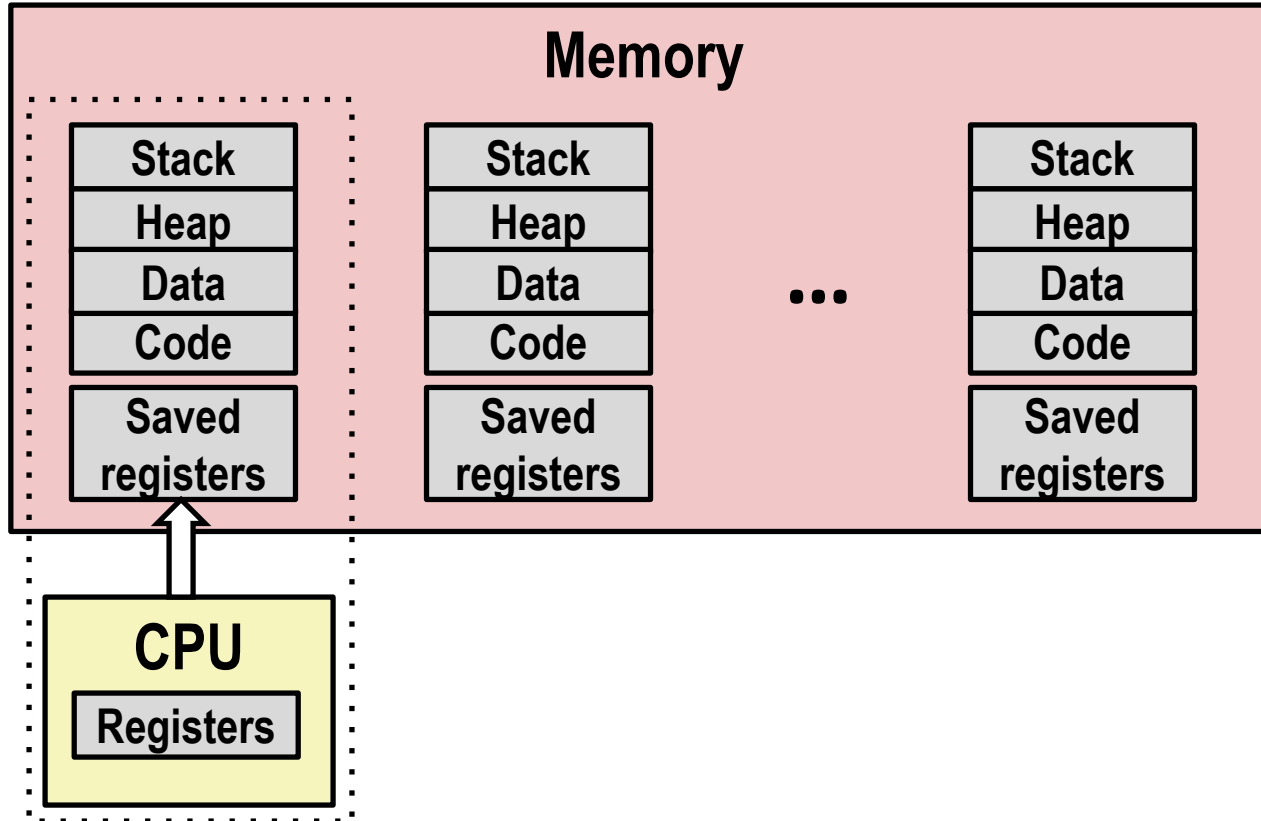 Memory
Stack
Heap
Data
Code
Saved
registers
Stack
Heap
Data
Code
Saved
registers
...
Stack
Heap
Data
Code
Saved
registers
CPU
Registers